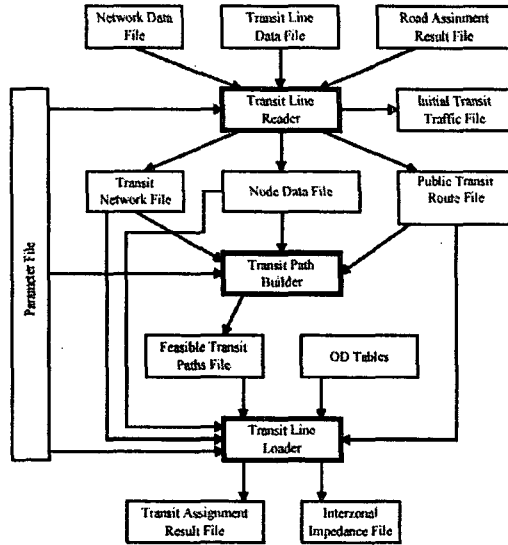 Network Data
File
Transit Line
Data File
Road Assinment
Result File
Transit Line
Reader
Initial Transit
Traffic File
Parameter File
Transit
Network File
Node Data File
Public Transit
Route File
Transit Path
Builder
Feasible Transit
Paths File
OD Tables
Transit Line
Loader
Transit Assignment
Result File
Interzonal
Impedance File